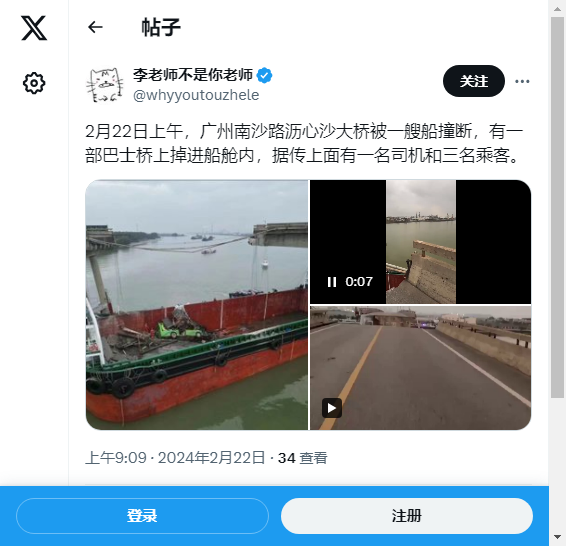 帖子
李老师不是你老师
@whyyoutouzhele
关注
2月22日上午，广州南沙路沥心沙大桥被一艘船撞断，有一
部巴士桥上掉进船舱内，据传上面有一名司机和三名乘客。
0:07
上午9:09 · 2024年2月22日 · 34 查看
登录
注册